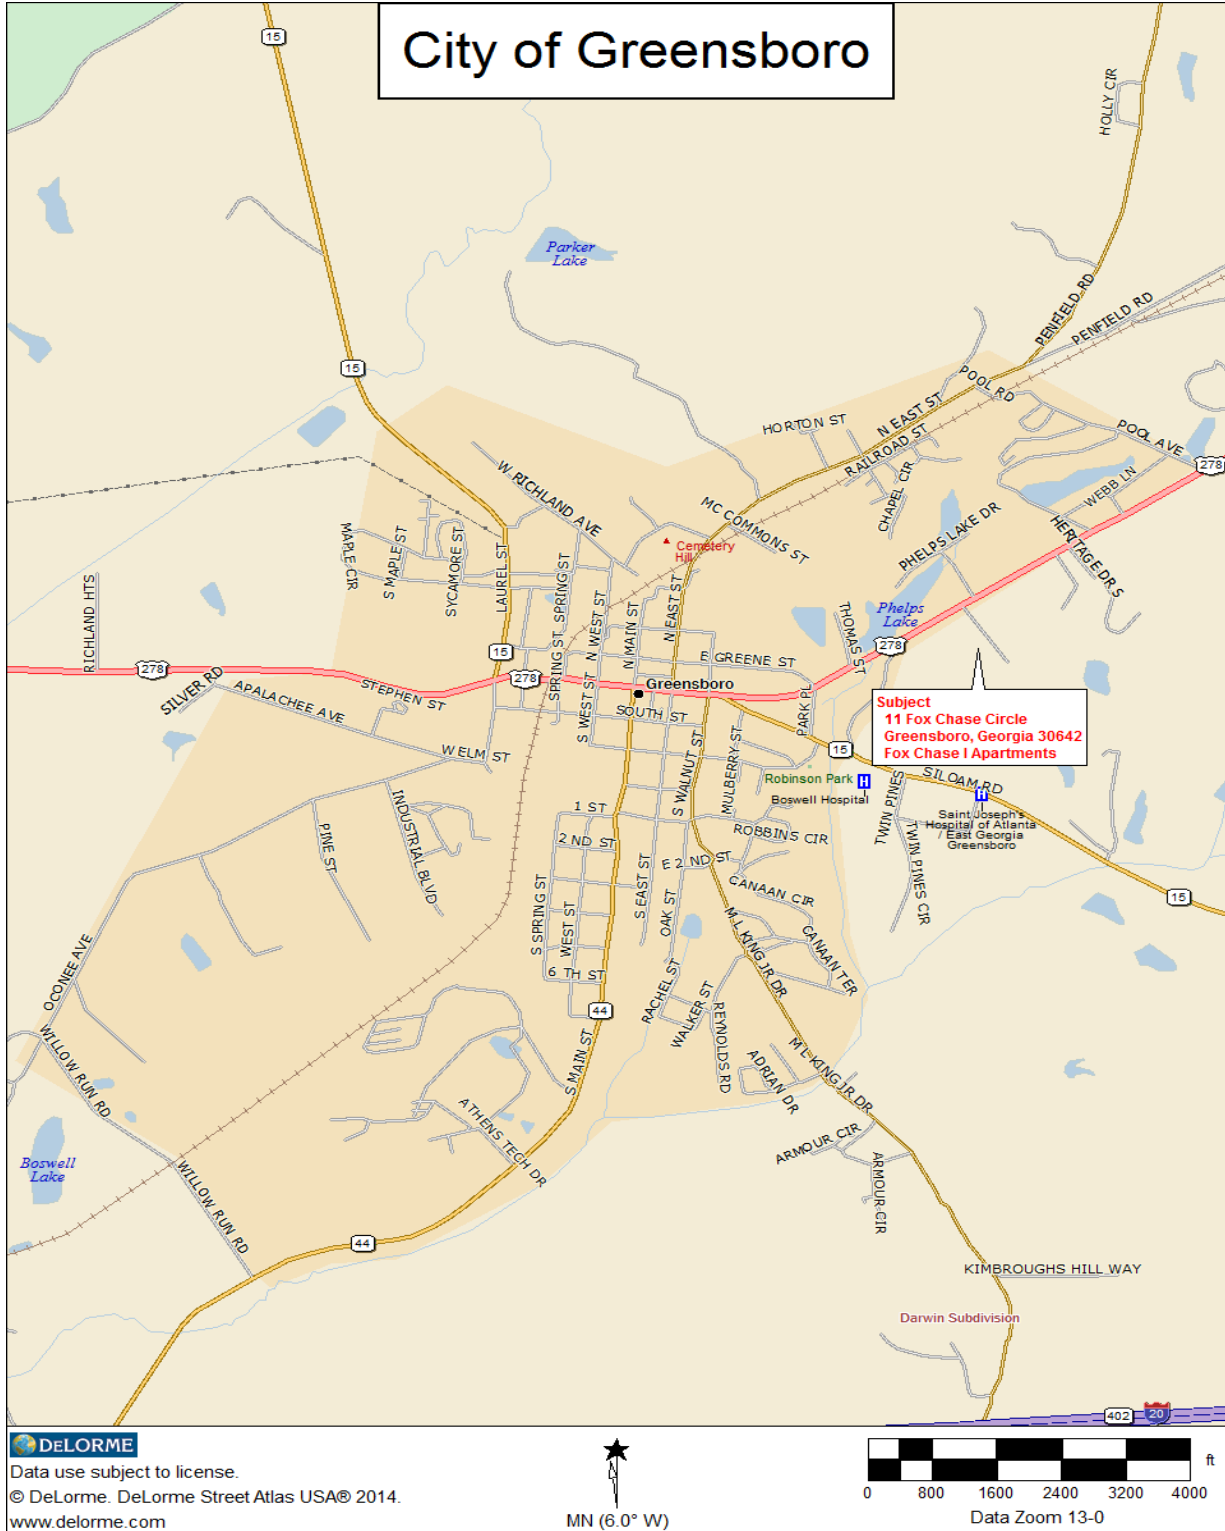 City of Greensboro
15
HOLLY CIR
Parker
Lake
PENFIELD RD
PENFIELD RD
15
POOL RD
N EAST ST
HORTON ST
RAILROAD ST
POOL AVE
278
W RICHLAND AVE
CHAPEL CIR
WEBB LN
MC COMMONS ST
PHELPS LAKE DR
HERITAGE DR S
MAPLE CIR
S MAPLE ST
SYCAMORE ST
LAUREL ST
SPRING ST
Cemetery
Hill
RICHLAND HTS
N WEST ST
N MAIN ST
N EAST ST
THOMAS ST
Phelps
Lake
278
15
SPRING ST
E GREENE ST
278
SILVER RD
STEPHEN ST
278
SPRING ST
Greensboro
APALACHEE AVE
S WEST ST
SOUTH ST
PARK PL
Subject
11 Fox Chase Circle
Greensboro, Georgia 30642
Fox Chase I Apartments
W ELM ST
15
S WALNUT ST
MULBERRY ST
Robinson Park
H
Boswell Hospital
SILOAM RD
H
Saint Joseph's
Hospital of Atlanta
East Georgia
Greensboro
INDUSTRIAL BLVD
PINE ST
1 ST
2 ND ST
ROBBINS CIR
TWIN PINES
TWIN PINES CIR
E 2 ND ST
S EAST ST
OAK ST
CANAAN CIR
15
S SPRING ST
WEST ST
M L KING JR DR
CANAAN TER
OCONEE AVE
6 TH ST
RACHEL ST
WALKER ST
44
REYNOLDS RD
WILLOW RUN RD
S MAIN ST
M L KING JR DR
ADRIAN DR
ATHENS TECH DR
ARMOUR CIR
ARMOUR CIR
Boswell
Lake
WILLOW RUN RD
44
KIMBROUGHS HILL WAY
Darwin Subdivision
402
20
DELORME
Data use subject to license.
© DeLorme. DeLorme Street Atlas USA® 2014.
www.delorme.com
MN (6.0° W)
ft
0 800 1600 2400 3200 4000
Data Zoom 13-0